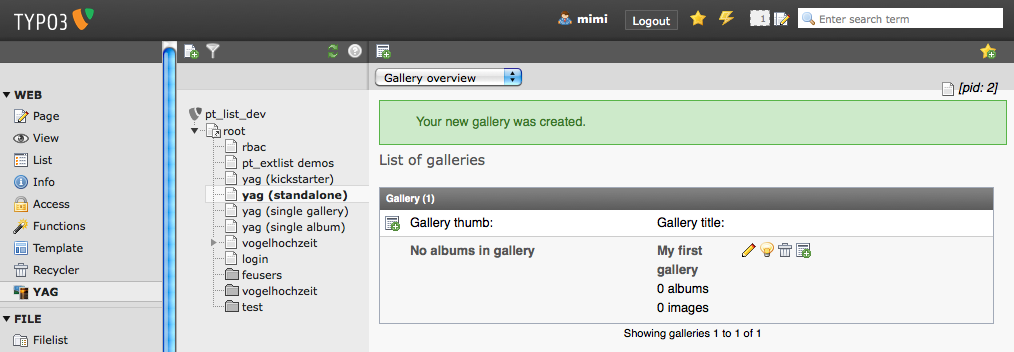 TYPO3
mimi
Logout
1
Enter search term
Gallery overview
[pid: 2]
WEB
Page
View
List
Info
Access
Functions
Template
Recycler
YAG
FILE
Filelist
pt_list_dev
root
rbac
pt_extlist demos
yag (kickstarter)
yag (standalone)
yag (single gallery)
yag (single album)
vogelhochzeit
login
feusers
vogelhochzeit
test
Your new gallery was created.
List of galleries
Gallery (1)
Gallery thumb: Gallery title:
No albums in gallery My first
gallery
0 albums
0 images
Showing galleries 1 to 1 of 1